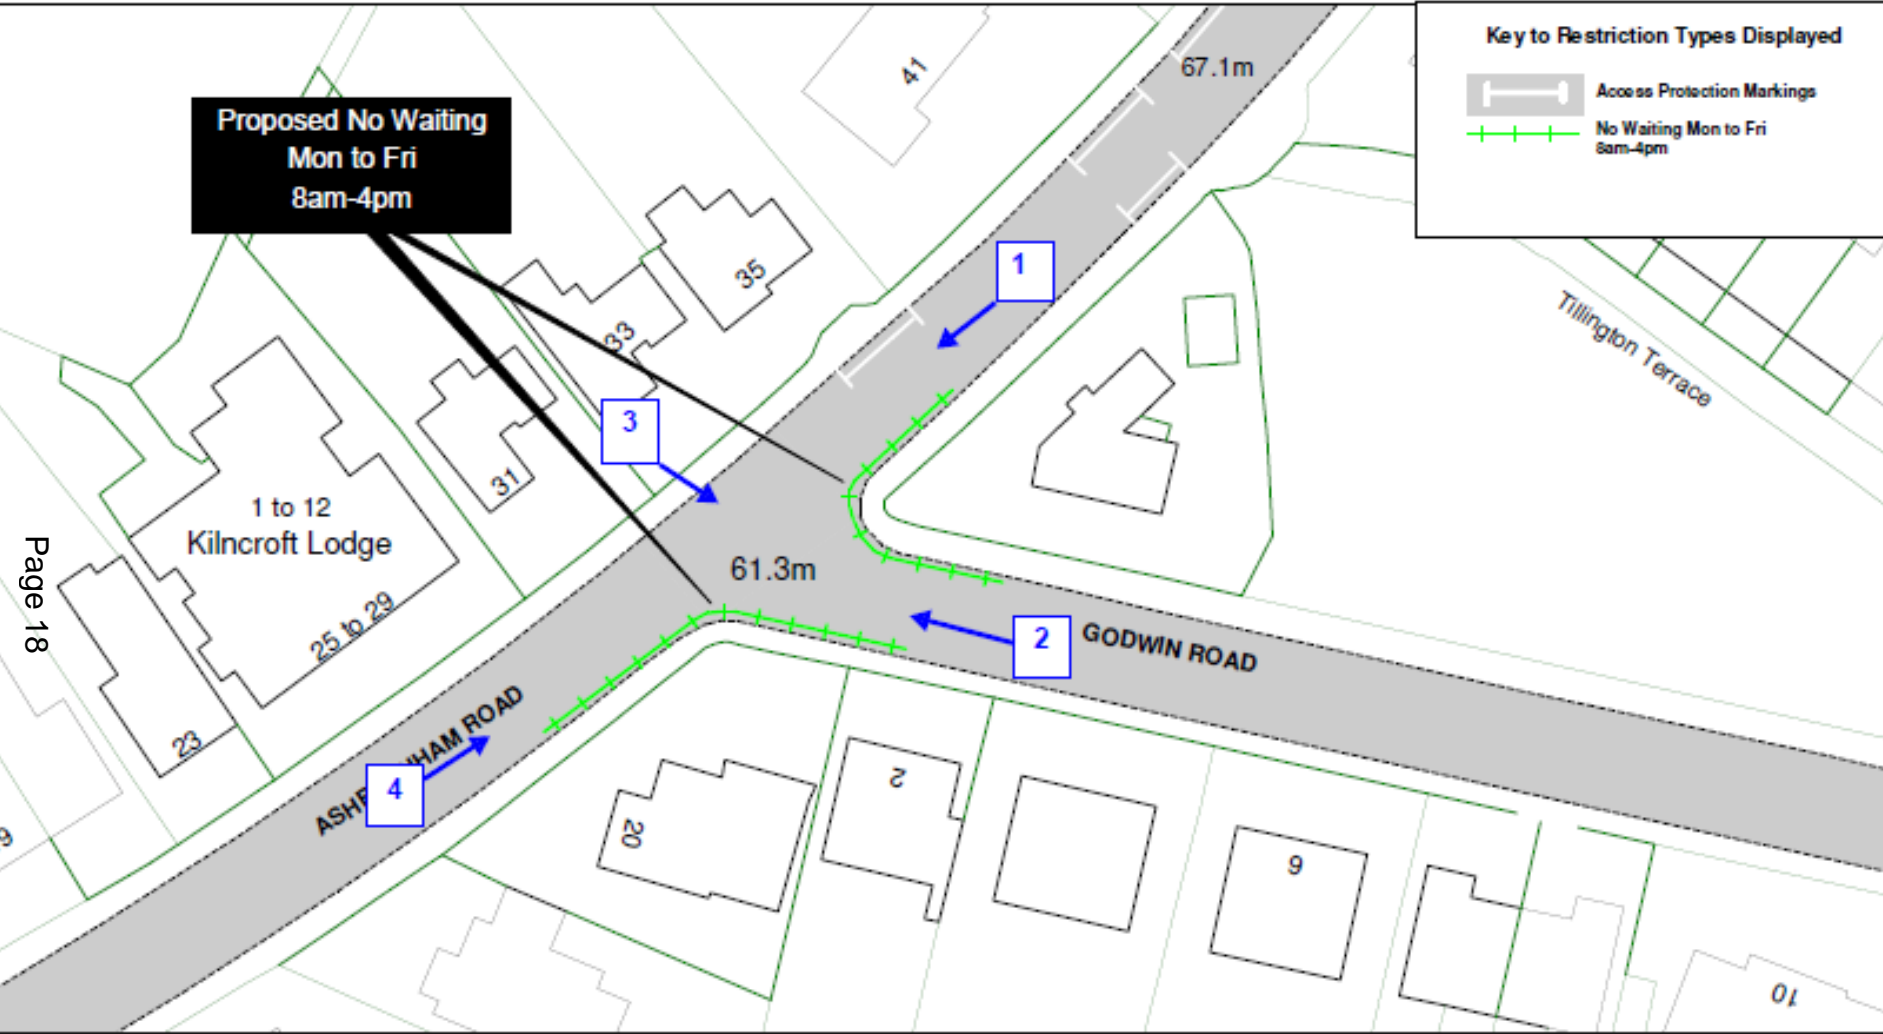 Key to Restriction Types Displayed
Access Protection Markings
No Waiting Mon to Fri
8am-4pm
Proposed No Waiting
Mon to Fri
8am-4pm
67.1m
41
35
33
31
1
3
Tillington Terrace
1 to 12
Kilncroft Lodge
25 to 29
23
61.3m
2
GODWIN ROAD
4
ROAD
20
2
6
10
9
Page 18